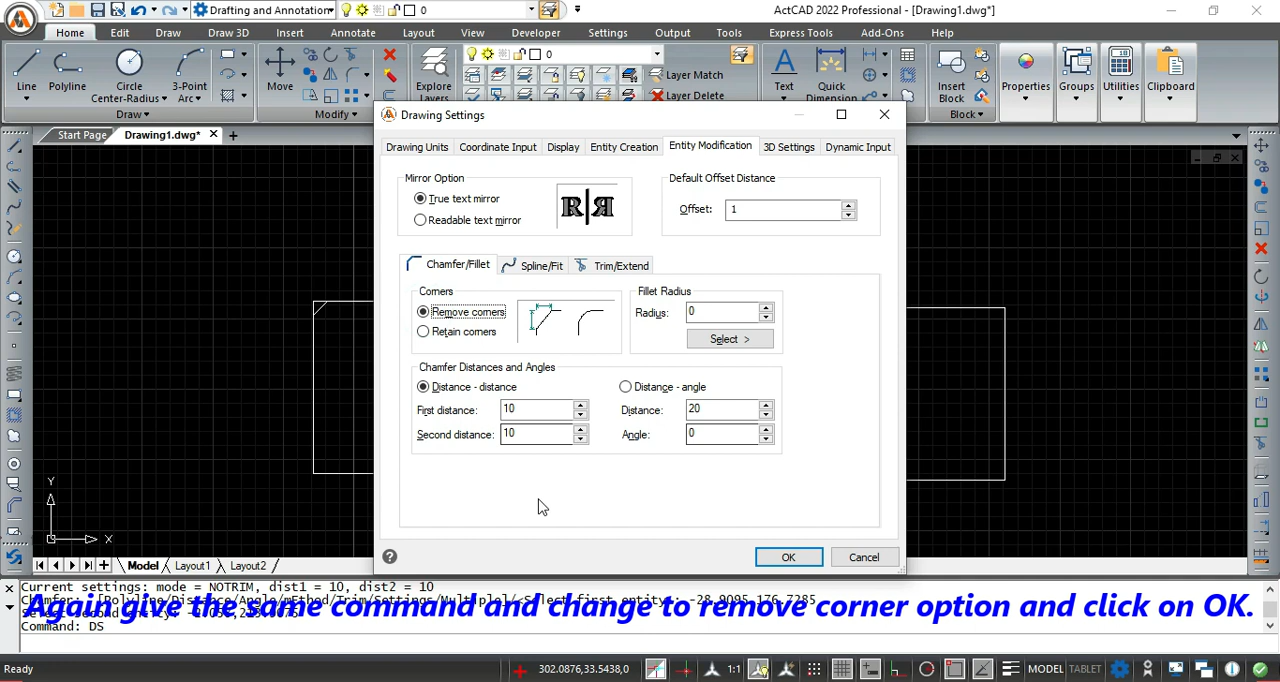 Drafting and Annotation
0
ActCAD 2022 Professional - [Drawing1.dwg*]
Home Edit Draw Draw 3D Insert Annotate Layout View Developer Settings Output Tools Express Tools Add-Ons Help
Line Polyline Circle Center-Radius 3-Point Arc
Draw
Move
Modify
Explore Layers
0
Layer Match
Layer Delete
Text Quick Dimension
Insert Block
Block
Properties Groups Utilities Clipboard
Start Page Drawing1.dwg*
Drawing Settings
Drawing Units Coordinate Input Display Entity Creation Entity Modification 3D Settings Dynamic Input
Mirror Option
True text mirror
Readable text mirror
R R
Default Offset Distance
Offset: 1
Chamfer/Fillet Spline/Fit Trim/Extend
Corners
Remove corners
Retain corners
Fillet Radius
Radius: 0
Select >
Chamfer Distances and Angles
Distance - distance Distance - angle
First distance: 10 Distance: 20
Second distance: 10 Angle: 0
OK Cancel
Y
X
Model Layout1 Layout2
Current settings: mode = NOTRIM, dist1 = 10, dist2 = 10
Again give the same command and change to remove corner option and click on OK.
Command: DS
Ready 302.0876,33.5438,0 1:1 MODEL TABLET